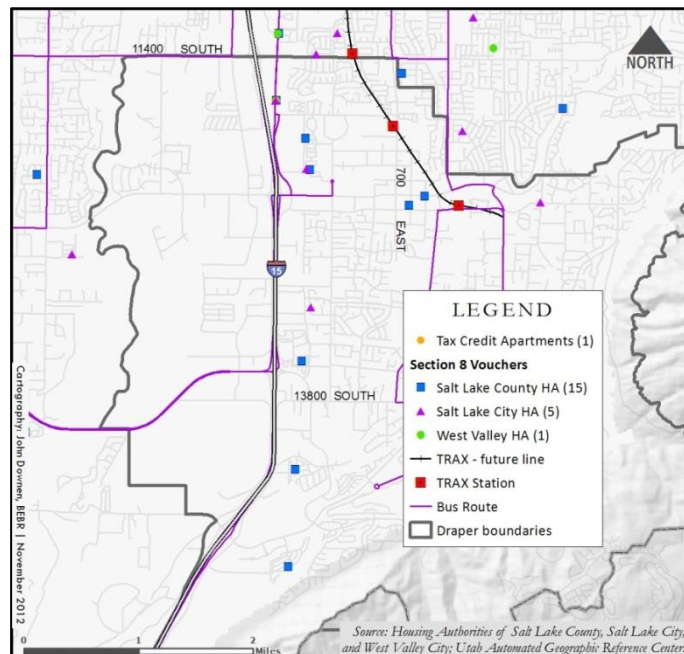 11400 SOUTH
NORTH
700 EAST
15
13800 SOUTH
LEGEND
Tax Credit Apartments (1)
Section 8 Vouchers
Salt Lake County HA (15)
Salt Lake City HA (5)
West Valley HA (1)
TRAX - future line
TRAX Station
Bus Route
Draper boundaries
Cartography: John Downen, BEBR | November 2012
0 1 2
Miles
Source: Housing Authorities of Salt Lake County, Salt Lake City,
and West Valley City; Utah Automated Geographic Reference Center.